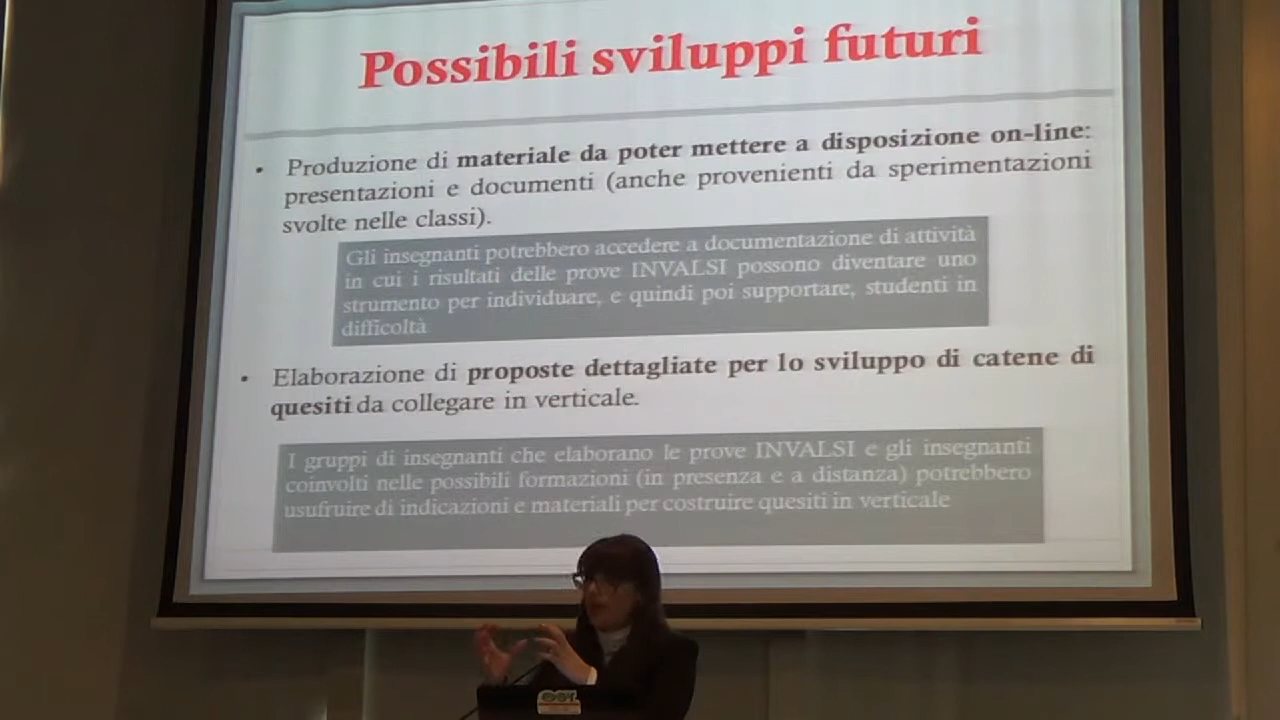 Possibili sviluppi futuri
• Produzione di materiale da poter mettere a disposizione on-line:
presentazioni e documenti (anche provenienti da sperimentazioni
svolte nelle classi).
Gli insegnanti potrebbero accedere a documentazione di attività
in cui i risultati delle prove INVALSI possono diventare uno
strumento per individuare, e quindi poi supportare, studenti in
difficoltà
• Elaborazione di proposte dettagliate per lo sviluppo di catene di
quesiti da collegare in verticale.
I gruppi di insegnanti che elaborano le prove INVALSI e gli insegnanti
coinvolti nelle possibili formazioni (in presenza e a distanza) potrebbero
usufruire di indicazioni e materiali per costruire quesiti in verticale